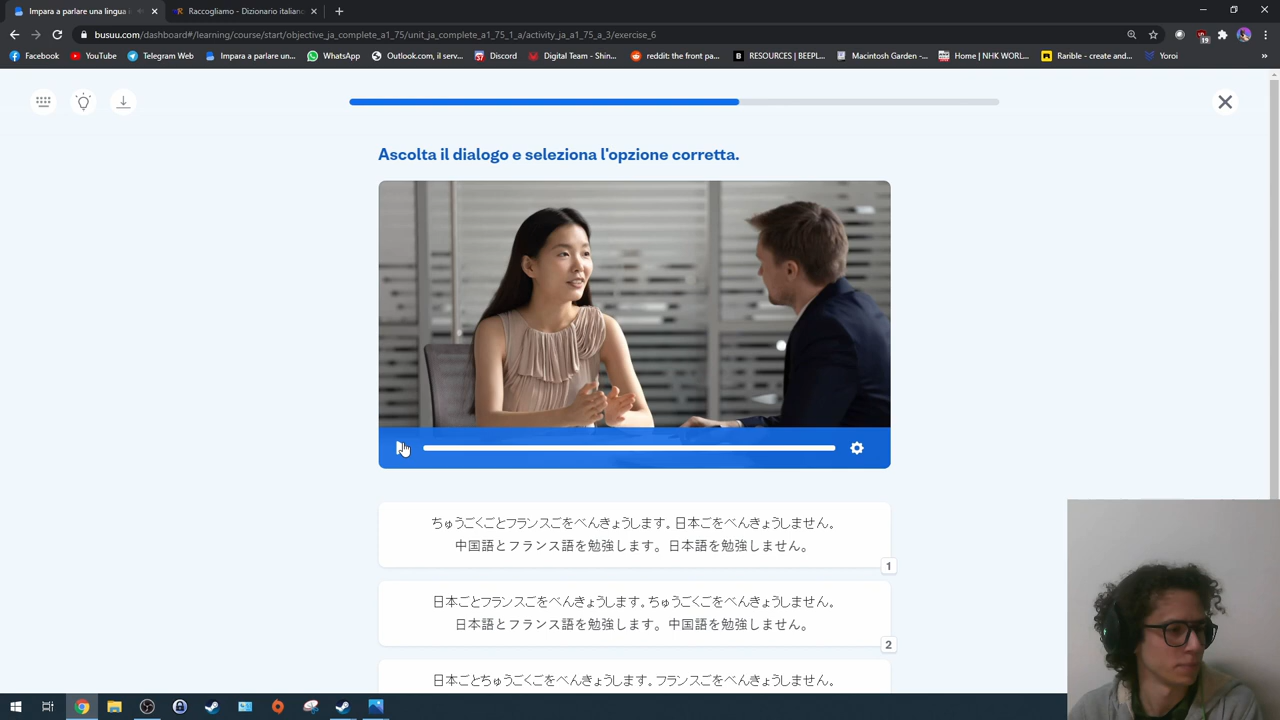 Impara a parlare una lingua
Raccogliamo - Dizionario italiano
busuu.com/dashboard#/learning/course/start/objective_ja_complete_a1_75/unit_ja_complete_a1_75_1_a/activity_ja_a1_75_a_3/exercise_6
19
Facebook
YouTube
Telegram Web
Impara a parlare un...
WhatsApp
Outlook.com, il serv...
Discord
Digital Team - Shin...
reddit: the front pa...
RESOURCES | BEEPL...
Macintosh Garden -...
Home | NHK WORL...
Rarible - create and...
Yoroi
»
Ascolta il dialogo e seleziona l'opzione corretta.
ちゅうごくごとフランスごをべんきょうします。日本ごをべんきょうしません。
中国語とフランス語を勉強します。日本語を勉強しません。
1
日本ごとフランスごをべんきょうします。ちゅうごくごをべんきょうしません。
日本語とフランス語を勉強します。中国語を勉強しません。
2
日本ごとちゅうごくごをべんきょうします。フランスごをべんきょうしません。